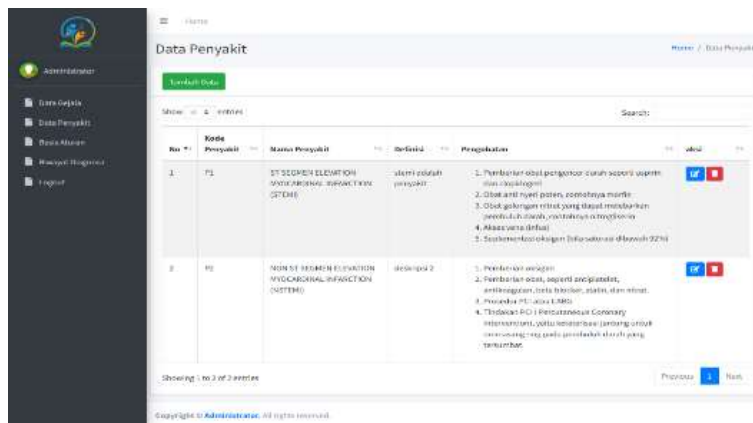 Home
Data Penyakit
Home / Data Penyakit
Administrator
Tambah Data
Data Gejala
Data Penyakit
Basis Aturan
Riwayat Diagnosa
Logout
Show entries
Search:
No
Kode Penyakit
Nama Penyakit
Definisi
Pengobatan
aksi
1
P1
ST SEGMEN ELEVATION
MYOCARDINAL INFARCTION
(STEMI)
stemi adalah
penyakit
1. Pemberian obat pengencer darah seperti aspirin
dan clopidogrel
2. Obat anti nyeri poten, contohnya morfin
3. Obat golongan nitrat yang dapat melebarkan
pembuluh darah, contohnya nitrogliserin
4. Akses vena (infus)
5. Suplementasi oksigen (bila saturasi dibawah 92%)
2
P2
NON ST SEGMEN ELEVATION
MYOCARDINAL INFARCTION
(NSTEMI)
deskripsi 2
1. Pemberian oksigen
2. Pemberian obat, seperti antiplatelet,
antikoagulan, beta blocker, statin, dan nitrat.
3. Prosedur PCI atau CABG
4. Tindakan PCI ( Percutaneous Coronary
Intervention), yaitu kateterisasi jantung untuk
memasang ring pada pembuluh darah yang
tersumbat
Showing 1 to 2 of 2 entries
Previous 1 Next
Copyright © Administrator. All rights reserved.